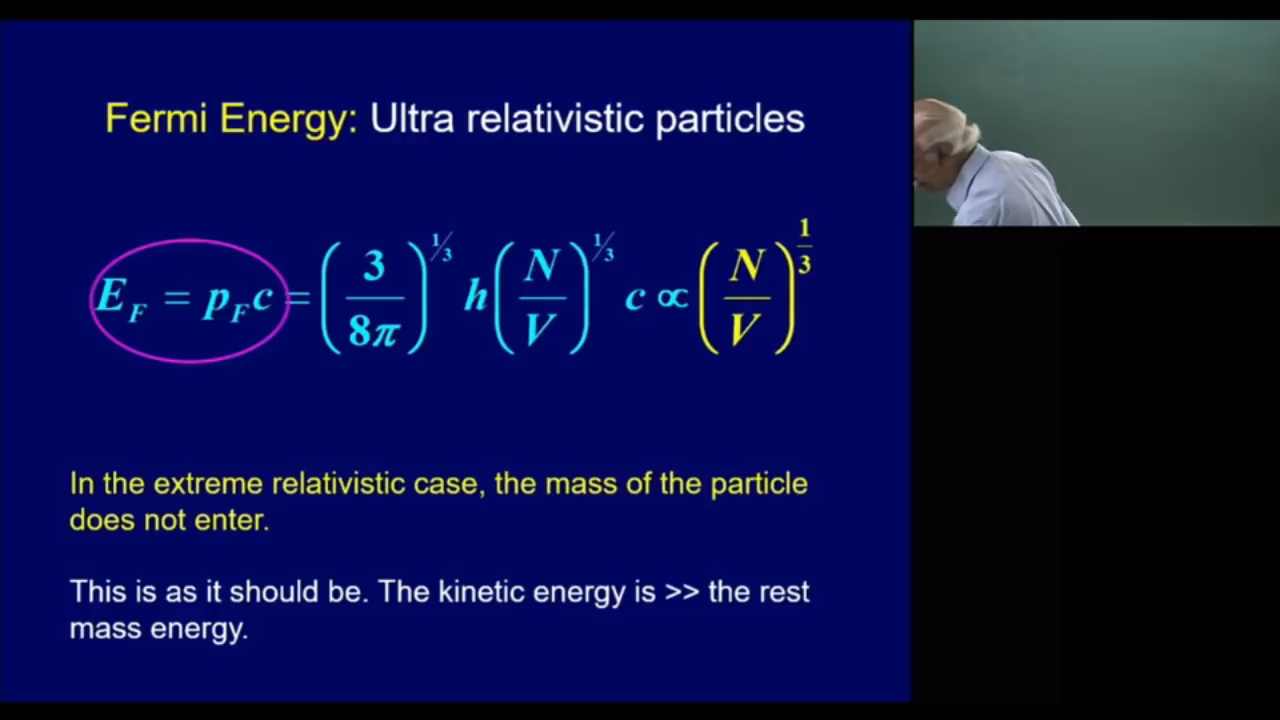 Fermi Energy: Ultra relativistic particles
E_F = p_F c = (3/8π)^{1/3} h (N/V)^{1/3} c ∝ (N/V)^{1/3}
In the extreme relativistic case, the mass of the particle
does not enter.
This is as it should be. The kinetic energy is >> the rest
mass energy.